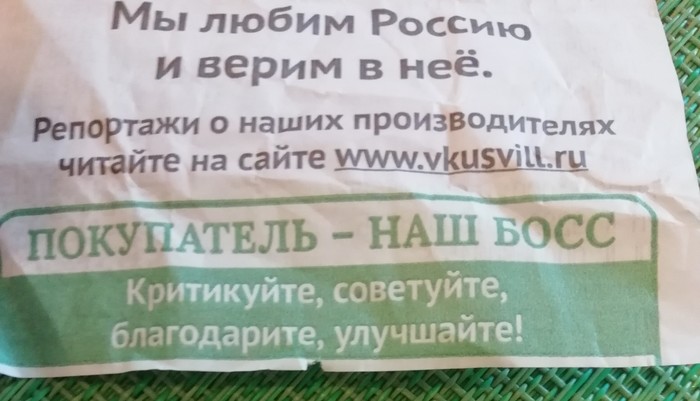 Мы любим Россию
и верим в неё.
Репортажи о наших производителях
читайте на сайте www.vkusvill.ru
ПОКУПАТЕЛЬ – НАШ БОСС
Критикуйте, советуйте,
благодарите, улучшайте!